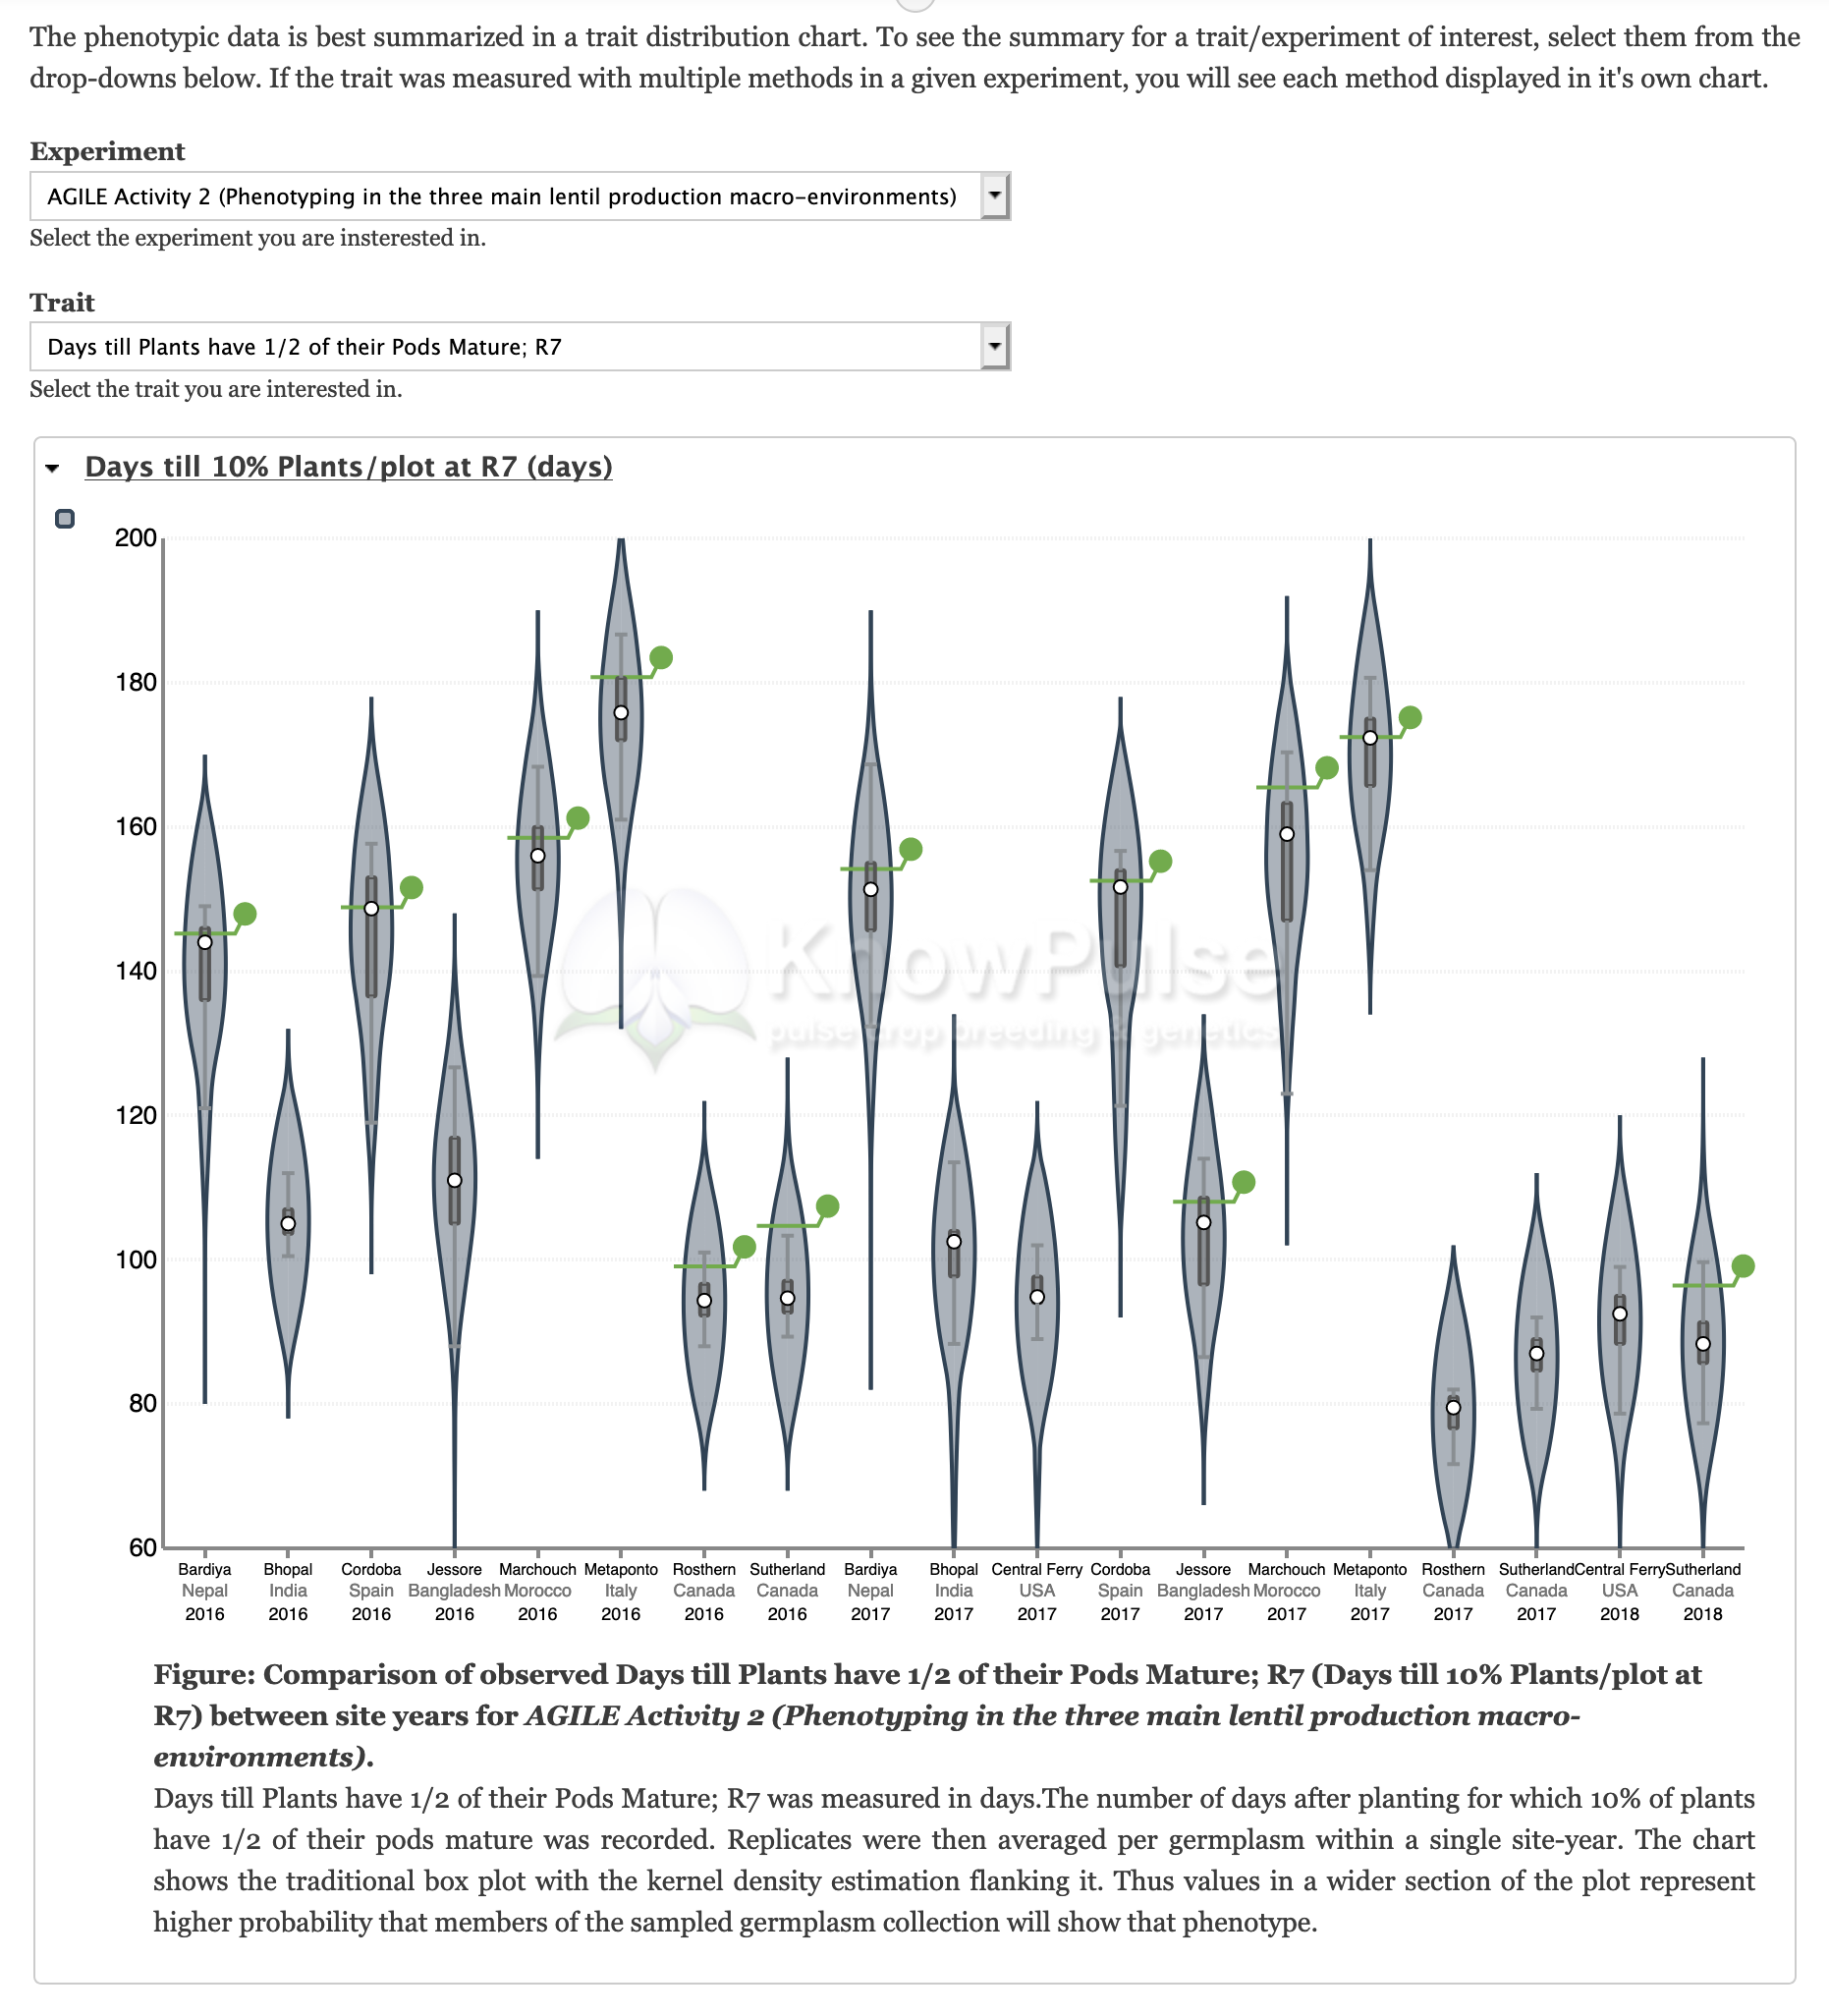 The phenotypic data is best summarized in a trait distribution chart. To see the summary for a trait/experiment of interest, select them from the
drop-downs below. If the trait was measured with multiple methods in a given experiment, you will see each method displayed in it's own chart.
Experiment
AGILE Activity 2 (Phenotyping in the three main lentil production macro-environments)
Select the experiment you are insterested in.
Trait
Days till Plants have 1/2 of their Pods Mature; R7
Select the trait you are interested in.
Days till 10% Plants/plot at R7 (days)
200
180
160
140
120
100
80
60
KnowPulse
pulse crop breeding & genetics
Bardiya Bhopal Cordoba Jessore Marchouch Metaponto Rosthern Sutherland Bardiya Bhopal Central Ferry Cordoba Jessore Marchouch Metaponto Rosthern Sutherland Central Ferry Sutherland
Nepal India Spain Bangladesh Morocco Italy Canada Canada Nepal India USA Spain Bangladesh Morocco Italy Canada Canada USA Canada
2016 2016 2016 2016 2016 2016 2016 2016 2017 2017 2017 2017 2017 2017 2017 2017 2017 2018 2018
Figure: Comparison of observed Days till Plants have 1/2 of their Pods Mature; R7 (Days till 10% Plants/plot at
R7) between site years for AGILE Activity 2 (Phenotyping in the three main lentil production macro-
environments).
Days till Plants have 1/2 of their Pods Mature; R7 was measured in days.The number of days after planting for which 10% of plants
have 1/2 of their pods mature was recorded. Replicates were then averaged per germplasm within a single site-year. The chart
shows the traditional box plot with the kernel density estimation flanking it. Thus values in a wider section of the plot represent
higher probability that members of the sampled germplasm collection will show that phenotype.